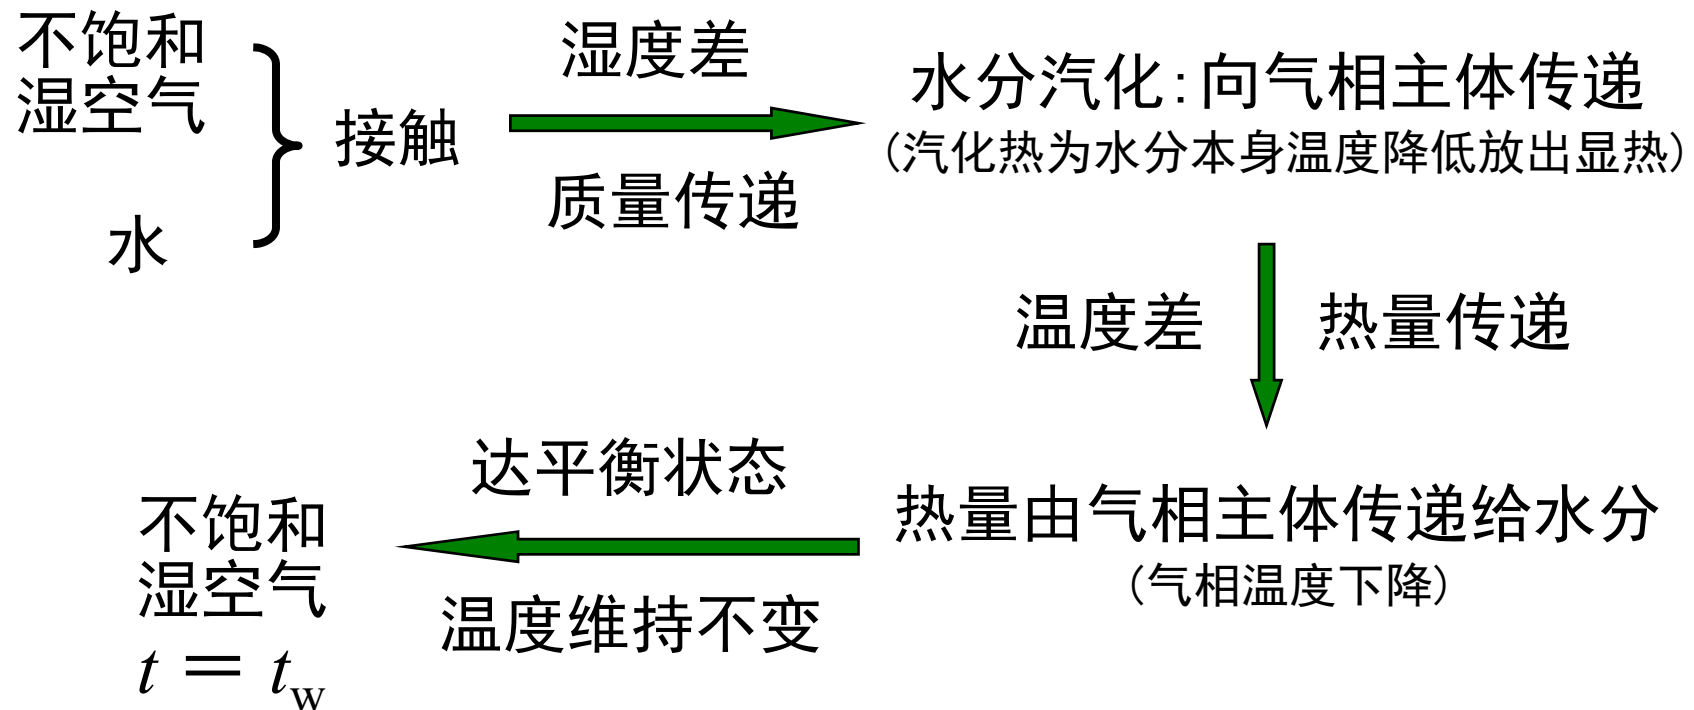 不饱和
湿空气
水
接触
湿度差
质量传递
水分汽化:向气相主体传递
(汽化热为水分本身温度降低放出显热)
温度差
热量传递
热量由气相主体传递给水分
(气相温度下降)
达平衡状态
温度维持不变
不饱和
湿空气
t = t_w